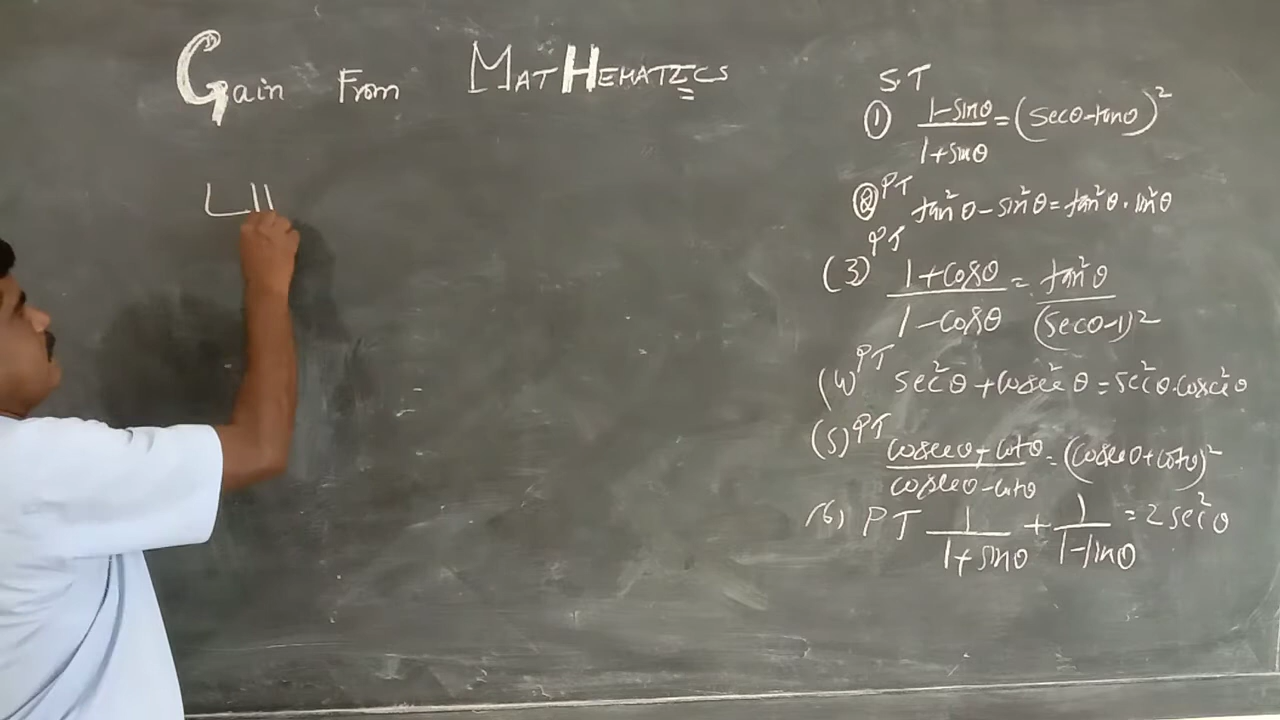 Gain From MATHEMATICS
LH
S.T
① 1-sinθ/1+sinθ = (secθ-tanθ)²
② PT tan²θ - sin²θ = tan²θ · sin²θ
(3) PT 1+cosθ/1-cosθ = tan²θ/(secθ-1)²
(4) PT sec²θ + cosec²θ = sec²θ·cosec²θ
(5) PT cosecθ+cotθ/cosecθ-cotθ = (cosecθ+cotθ)²
(6) PT 1/1+sinθ + 1/1-sinθ = 2sec²θ